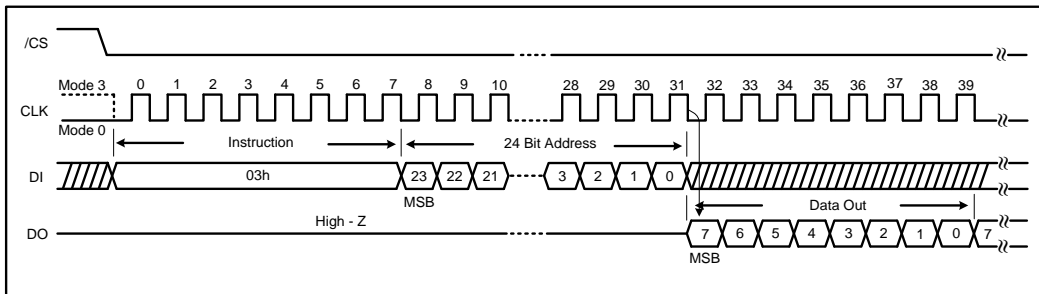 /CS
Mode 3 0 1 2 3 4 5 6 7 8 9 10 28 29 30 31 32 33 34 35 36 37 38 39
CLK
Mode 0
Instruction 24 Bit Address
DI 03h 23 22 21 3 2 1 0
MSB Data Out
High - Z
DO 7 6 5 4 3 2 1 0 7
MSB